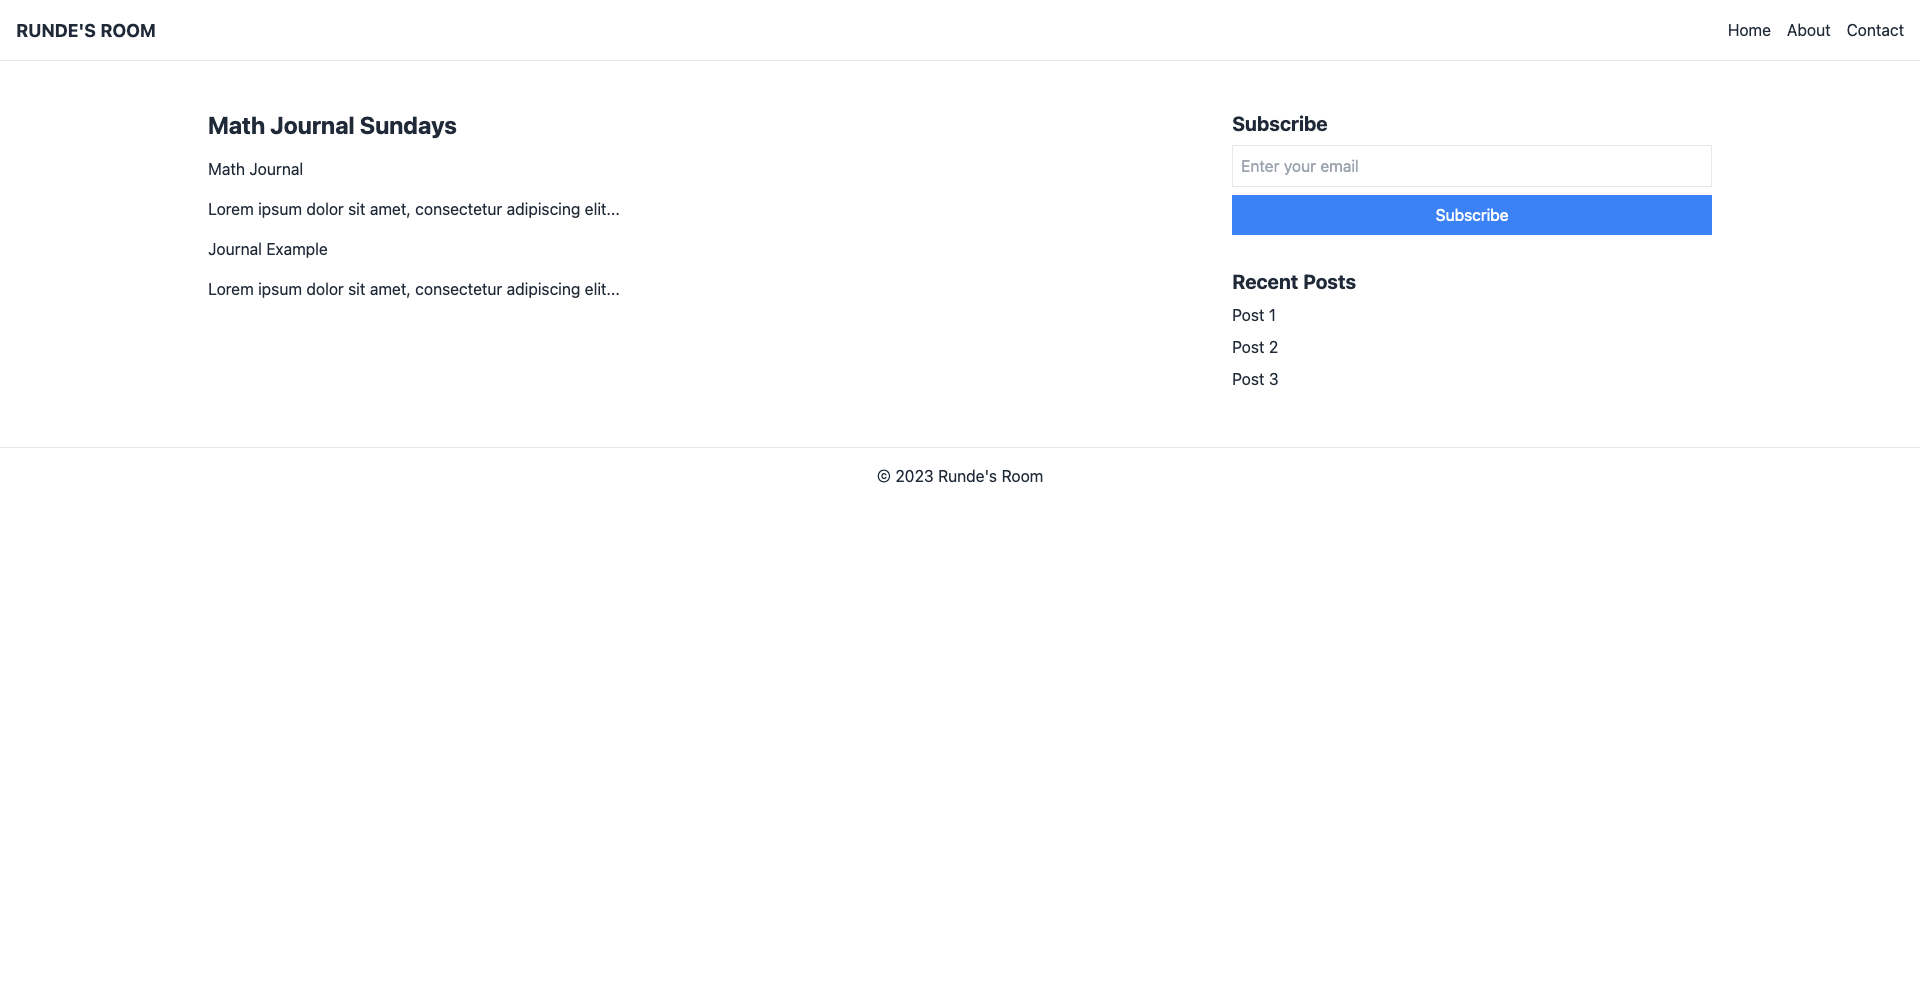 RUNDE'S ROOM
Home About Contact
Math Journal Sundays
Math Journal
Lorem ipsum dolor sit amet, consectetur adipiscing elit...
Journal Example
Lorem ipsum dolor sit amet, consectetur adipiscing elit...
Subscribe
Enter your email
Subscribe
Recent Posts
Post 1
Post 2
Post 3
© 2023 Runde's Room